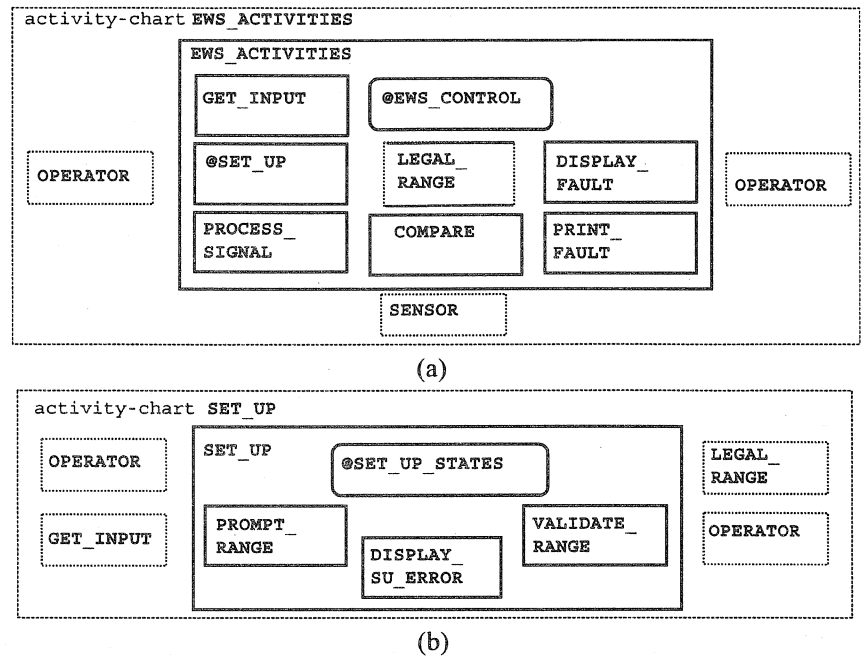 activity-chart EWS_ACTIVITIES
EWS_ACTIVITIES
GET_INPUT
@EWS_CONTROL
OPERATOR
@SET_UP
LEGAL_
RANGE
DISPLAY_
FAULT
OPERATOR
PROCESS_
SIGNAL
COMPARE
PRINT_
FAULT
SENSOR
(a)
activity-chart SET_UP
OPERATOR
SET_UP
@SET_UP_STATES
LEGAL_
RANGE
GET_INPUT
PROMPT_
RANGE
DISPLAY_
SU_ERROR
VALIDATE_
RANGE
OPERATOR
(b)